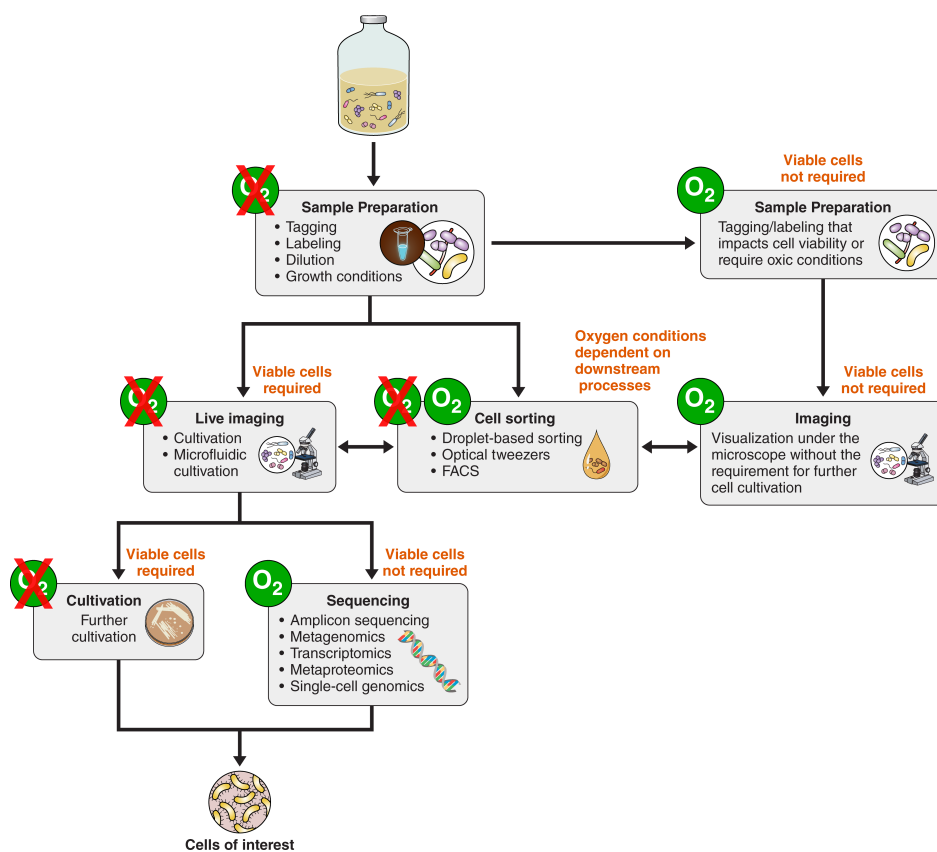 O2
Sample Preparation
• Tagging
• Labeling
• Dilution
• Growth conditions
Viable cells
not required
O2
Sample Preparation
Tagging/labeling that
impacts cell viability or
require oxic conditions
Viable cells
required
O2
Live imaging
• Cultivation
• Microfluidic
cultivation
Oxygen conditions
dependent on
downstream
processes
O2
O2
Cell sorting
• Droplet-based sorting
• Optical tweezers
• FACS
Viable cells
not required
O2
Imaging
Visualization under the
microscope without the
requirement for further
cell cultivation
Viable cells
required
O2
Cultivation
Further
cultivation
Viable cells
not required
O2
Sequencing
• Amplicon sequencing
• Metagenomics
• Transcriptomics
• Metaproteomics
• Single-cell genomics
Cells of interest